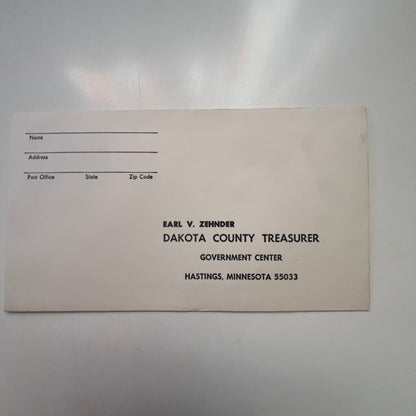 Name
Address
Post Office State Zip Code
EARL V. ZEHNDER
DAKOTA COUNTY TREASURER
GOVERNMENT CENTER
HASTINGS, MINNESOTA 55033